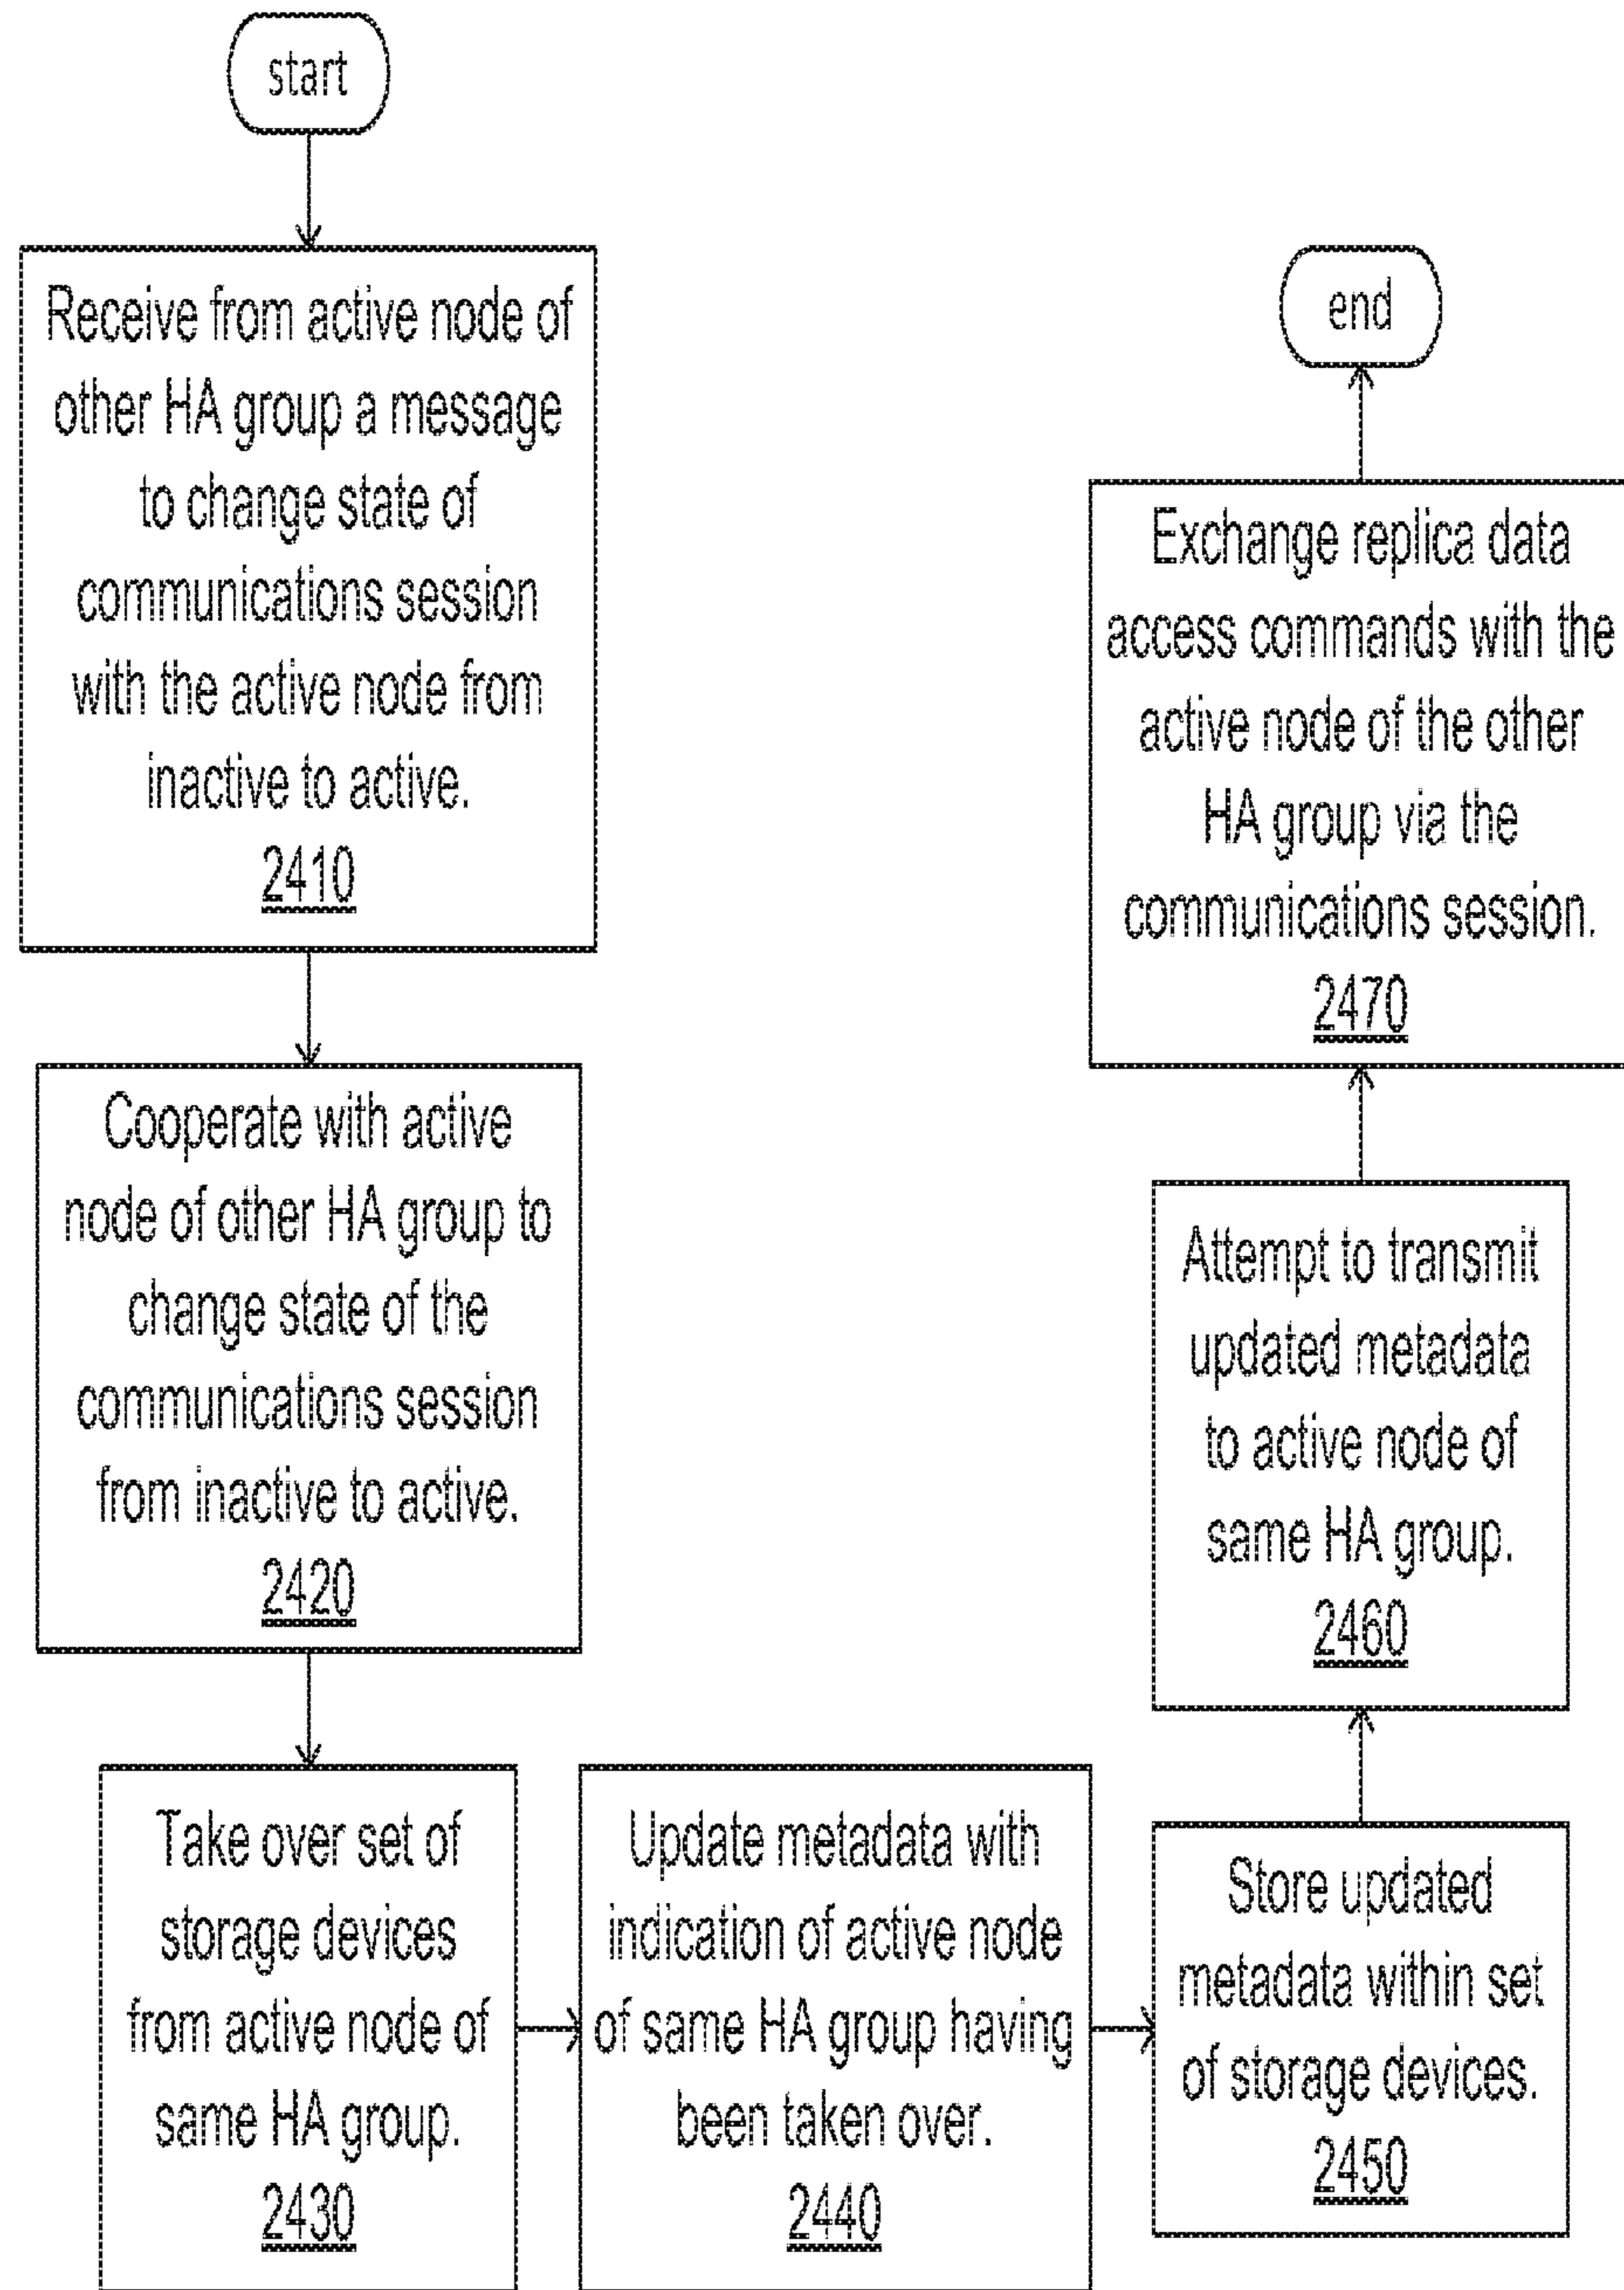 start
Receive from active node of
other HA group a message
to change state of
communications session
with the active node from
inactive to active.
2410
Cooperate with active
node of other HA group to
change state of the
communications session
from inactive to active.
2420
Take over set of
storage devices
from active node of
same HA group.
2430
Update metadata with
indication of active node
of same HA group having
been taken over.
2440
Store updated
metadata within set
of storage devices.
2450
Attempt to transmit
updated metadata
to active node of
same HA group.
2460
Exchange replica data
access commands with the
active node of the other
HA group via the
communications session.
2470
end